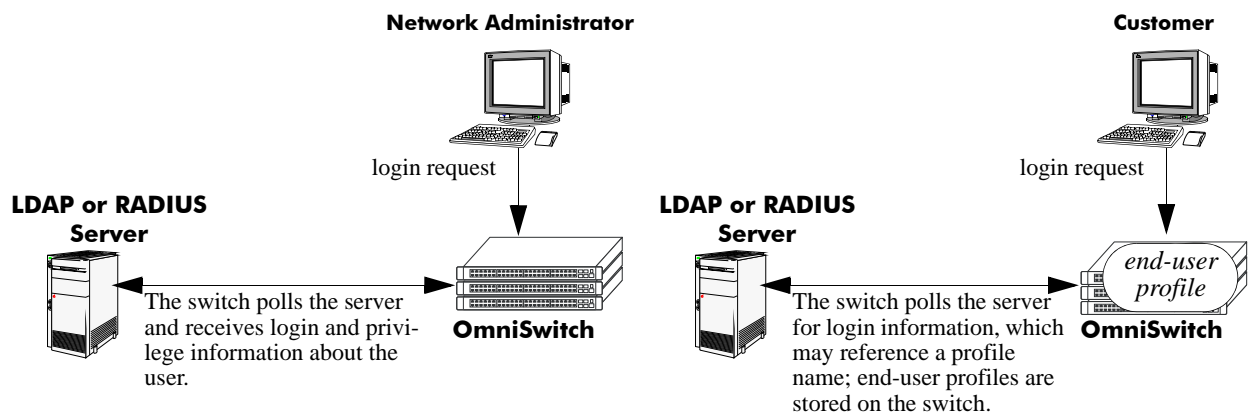 Network Administrator
login request
LDAP or RADIUS
Server
The switch polls the server
and receives login and privi-
lege information about the
user.
OmniSwitch
Customer
login request
LDAP or RADIUS
Server
end-user
profile
The switch polls the server
for login information, which
may reference a profile
name; end-user profiles are
stored on the switch.
OmniSwitch